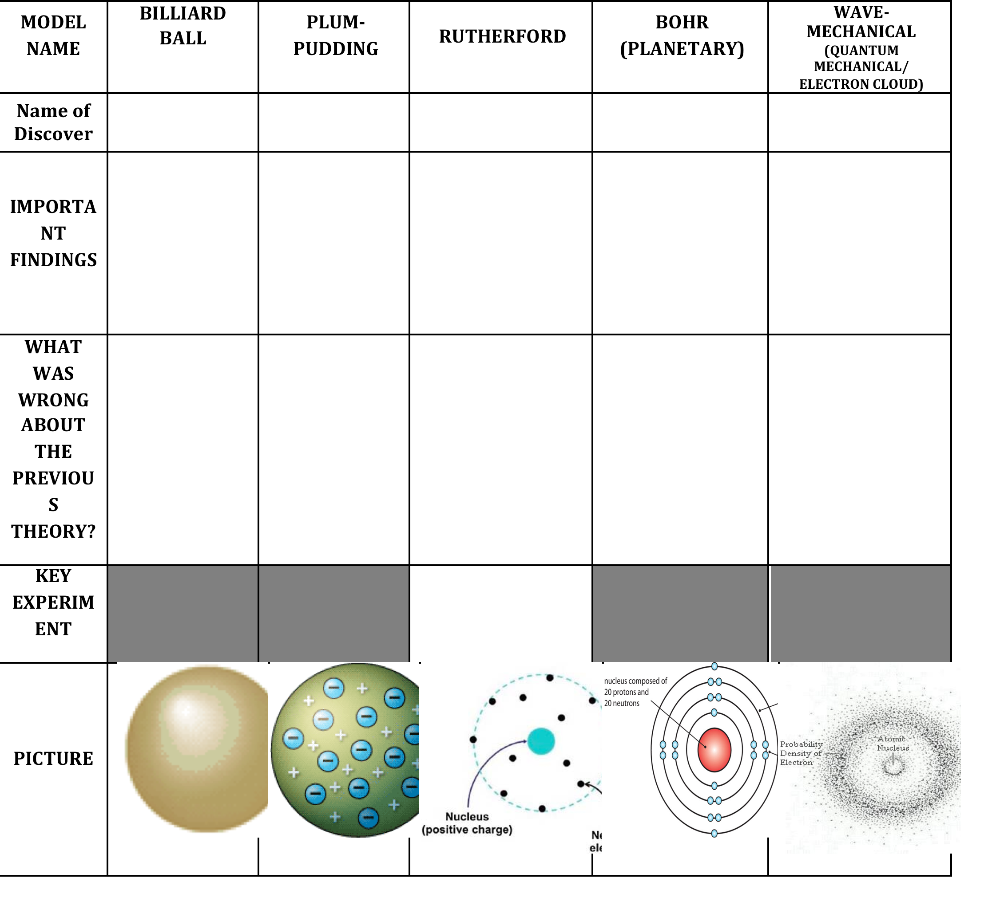 MODEL
NAME
BILLIARD
BALL
PLUM-
PUDDING
RUTHERFORD
BOHR
(PLANETARY)
WAVE-
MECHANICAL
(QUANTUM
MECHANICAL/
ELECTRON CLOUD)
Name of
Discover
IMPORTA
NT
FINDINGS
WHAT
WAS
WRONG
ABOUT
THE
PREVIOU
S
THEORY?
KEY
EXPERIM
ENT
PICTURE
Nucleus
(positive charge)
Ne
ele
nucleus composed of
20 protons and
20 neutrons
Probability
Density of
Electron
Atomic
Nucleus